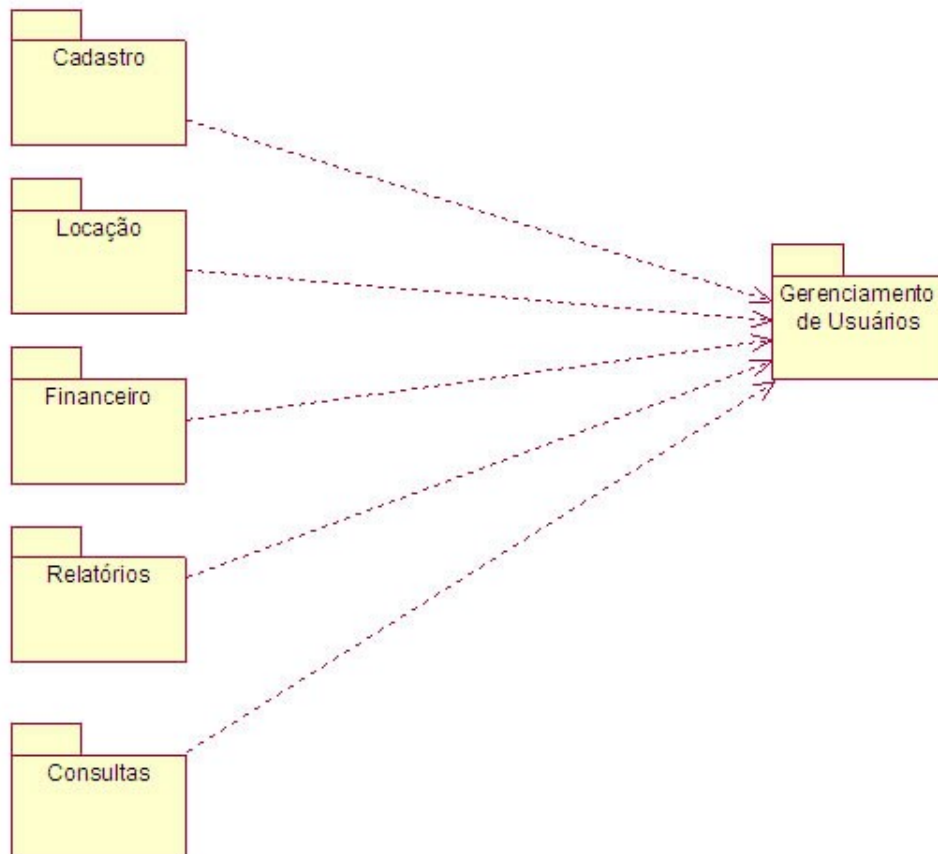 Cadastro
Locação
Gerenciamento
de Usuários
Financeiro
Relatórios
Consultas